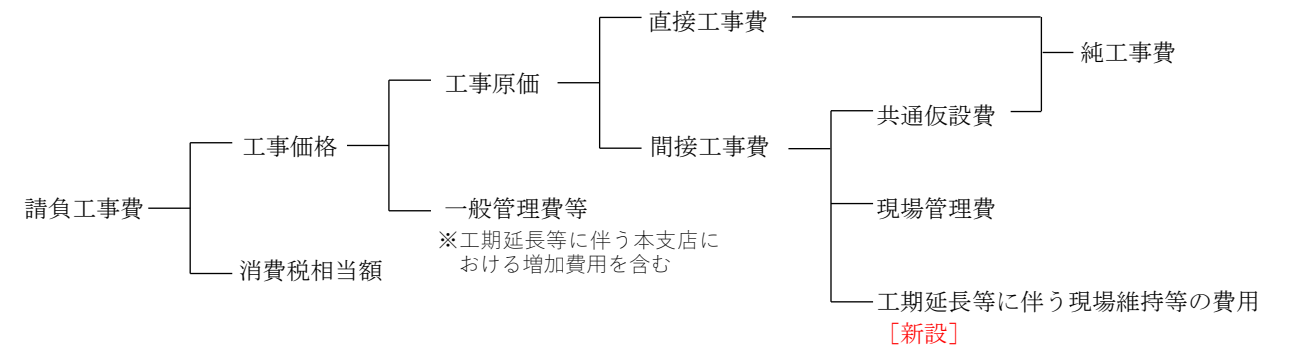 直接工事費
純工事費
工事原価
共通仮設費
工事価格
間接工事費
請負工事費
一般管理費等
現場管理費
※工期延長等に伴う本支店に
おける増加費用を含む
消費税相当額
工期延長等に伴う現場維持等の費用
［新設］